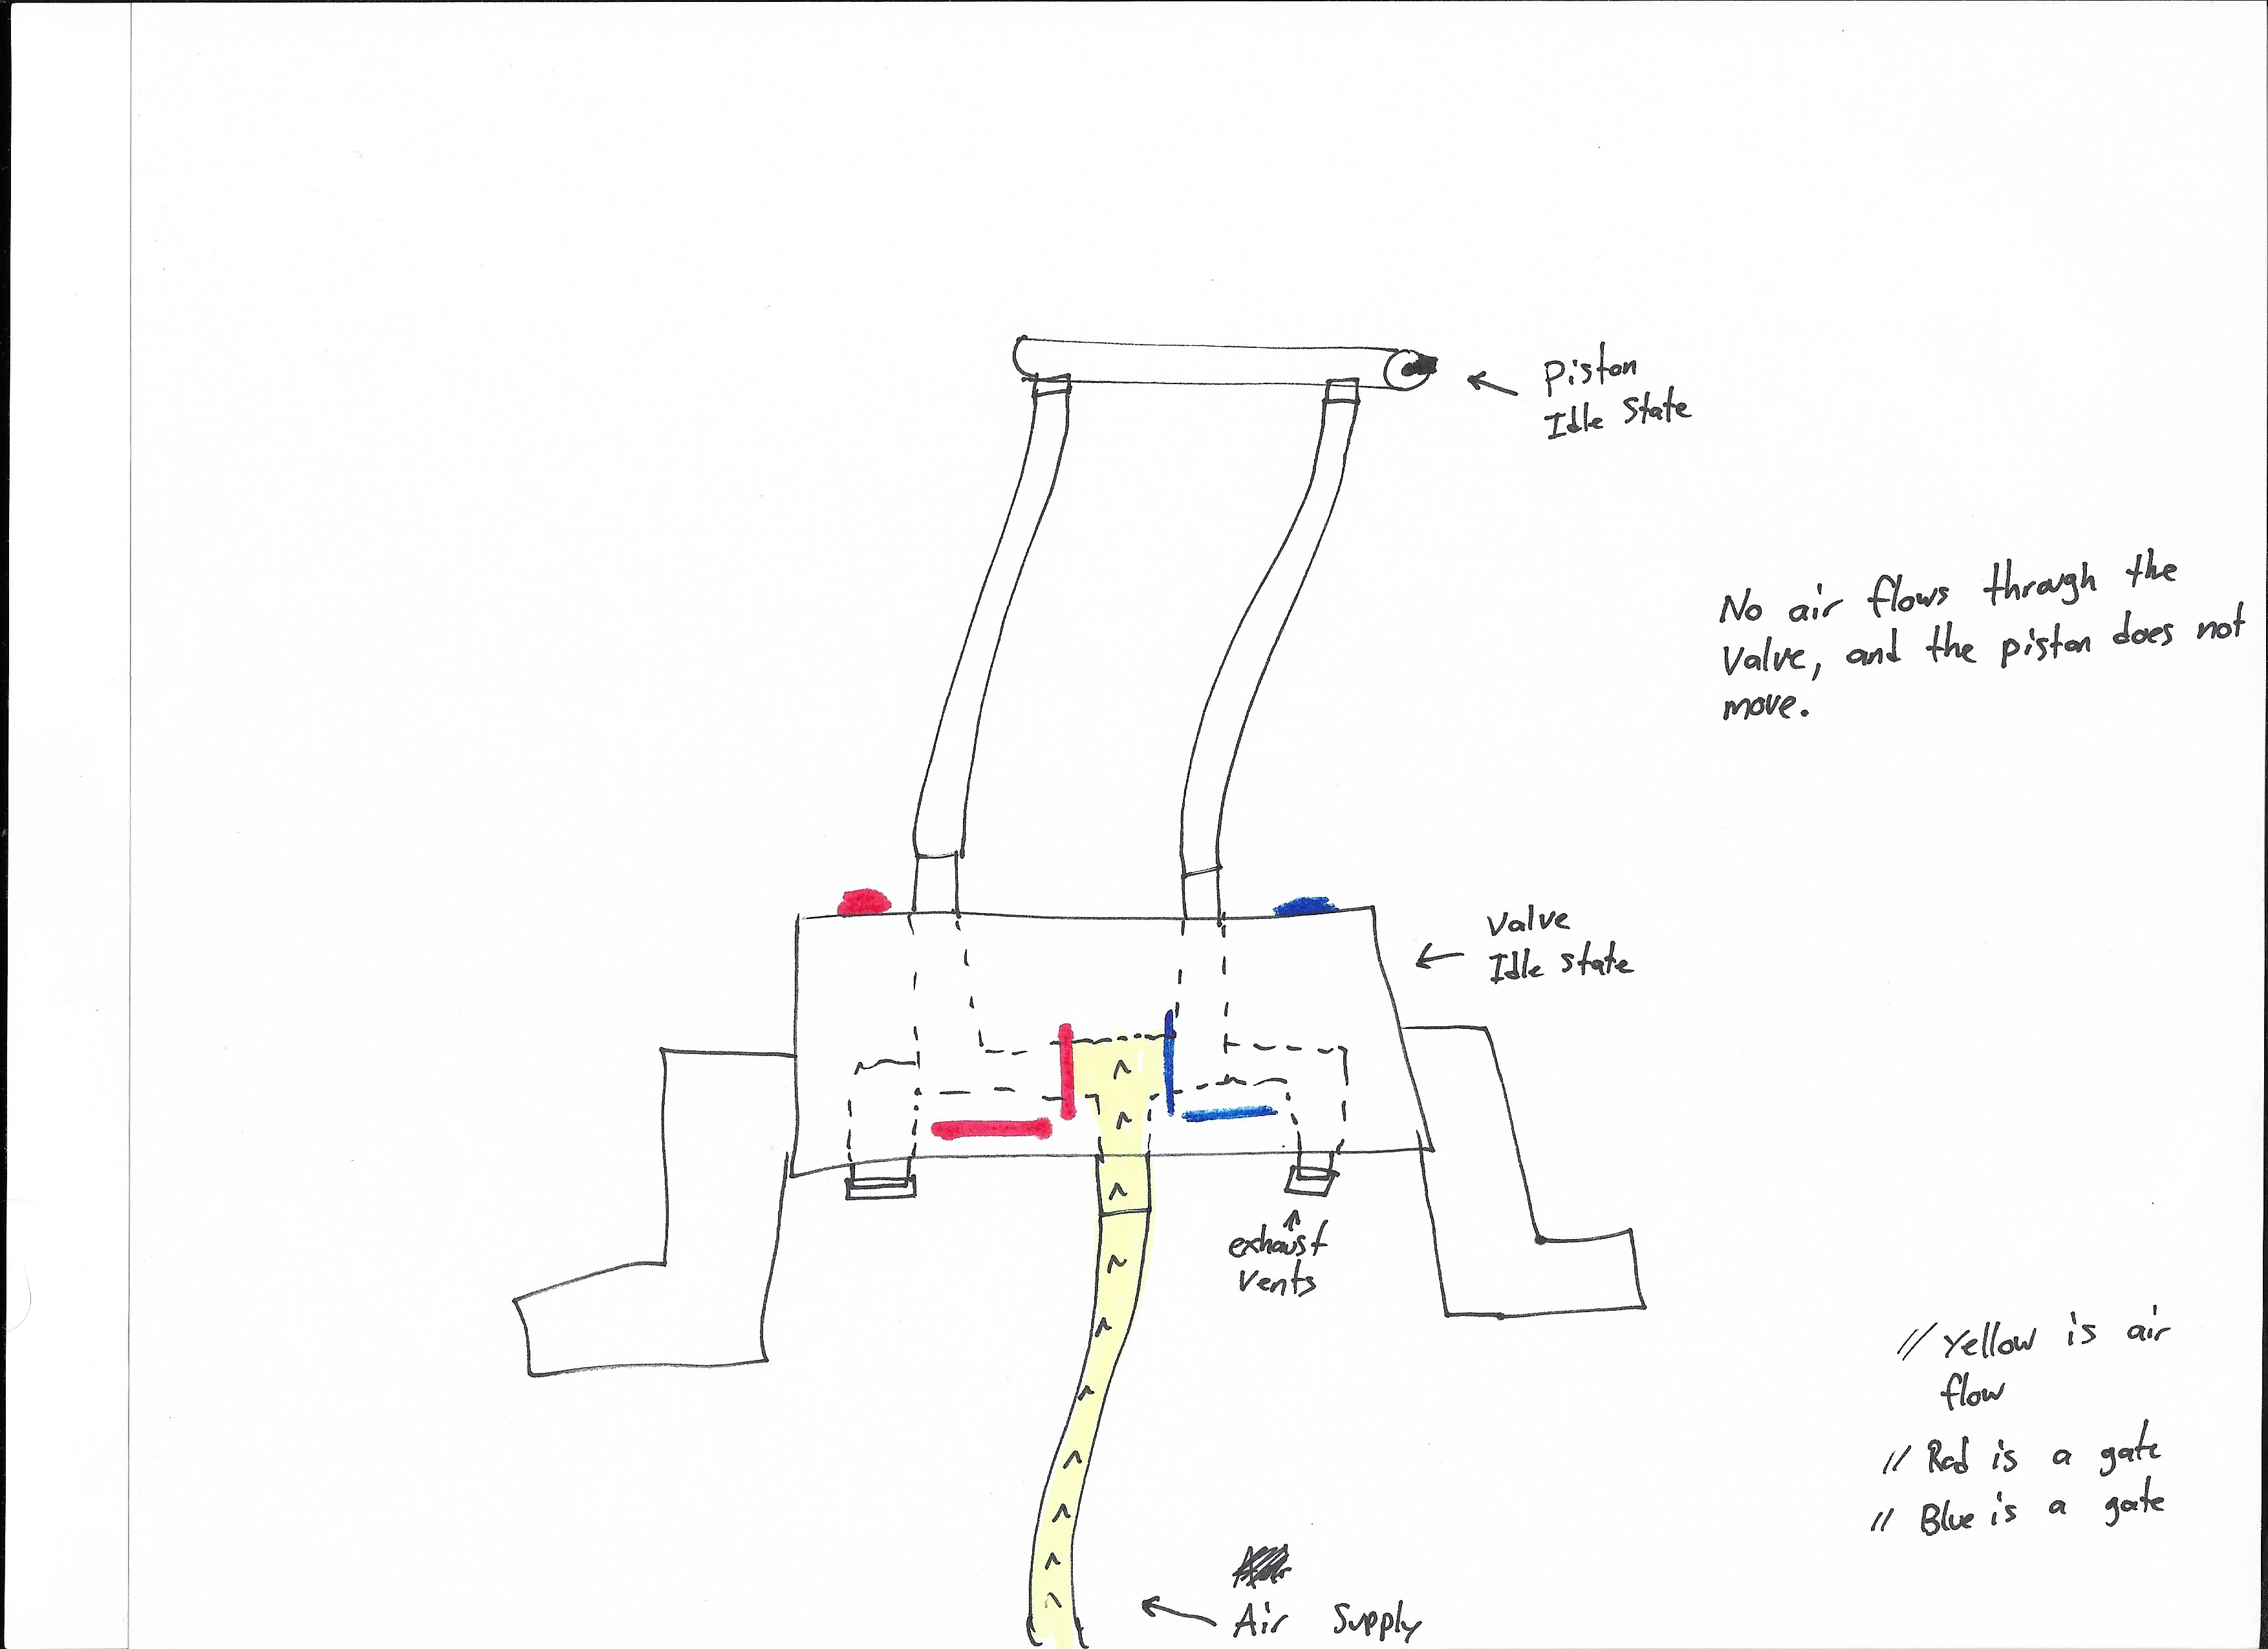 Piston
Idle State
No air flows through the
Valve, and the piston does not
move.
Valve
Idle State
exhaust
Vents
// Yellow is air
flow
// Red is a gate
// Blue is a gate
Air Supply